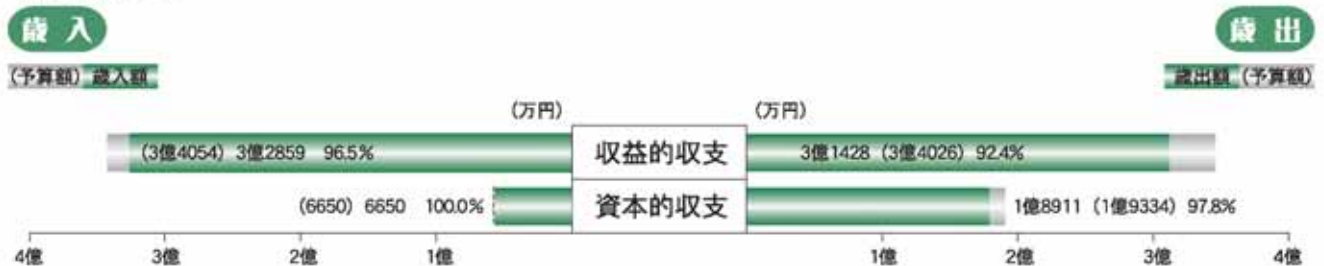 歳入
歳出
(予算額) 歳入額
歳出額 (予算額)
(万円)
(万円)
(3億4054) 3億2859 96.5%
収益的収支
3億1428 (3億4026) 92.4%
(6650) 6650 100.0%
資本的収支
1億8911 (1億9334) 97.8%
4億 3億 2億 1億 1億 2億 3億 4億